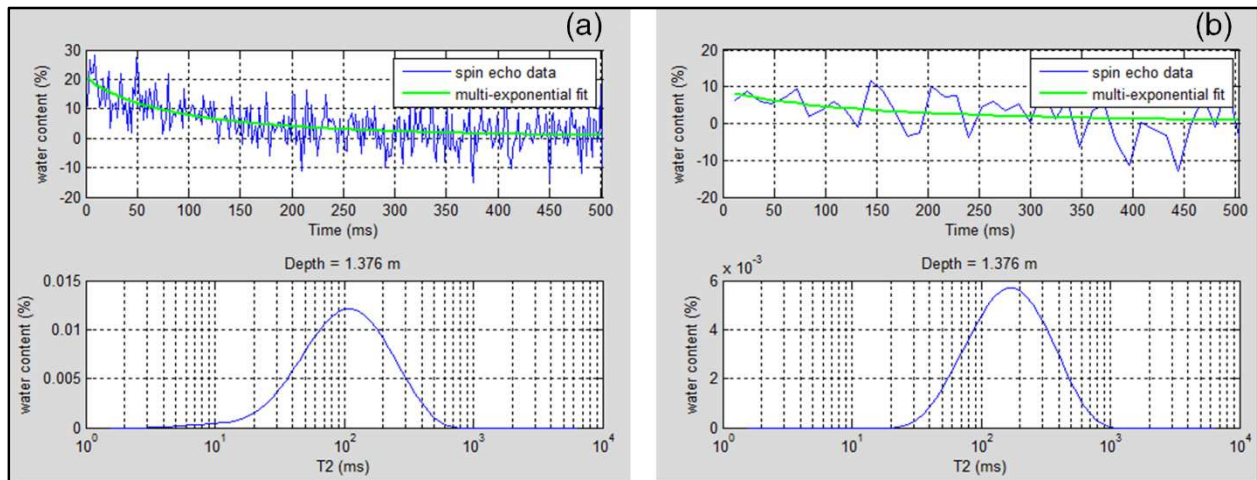 (a)
30
20
10
0
-10
-20
water content (%)
spin echo data
multi-exponential fit
0 50 100 150 200 250 300 350 400 450 500
Time (ms)
Depth = 1.376 m
0.015
0.01
0.005
0
water content (%)
10^0 10^1 10^2 10^3 10^4
T2 (ms)
(b)
20
10
0
-10
-20
water content (%)
spin echo data
multi-exponential fit
0 50 100 150 200 250 300 350 400 450 500
Time (ms)
x 10^-3
Depth = 1.376 m
6
4
2
0
water content (%)
10^0 10^1 10^2 10^3 10^4
T2 (ms)